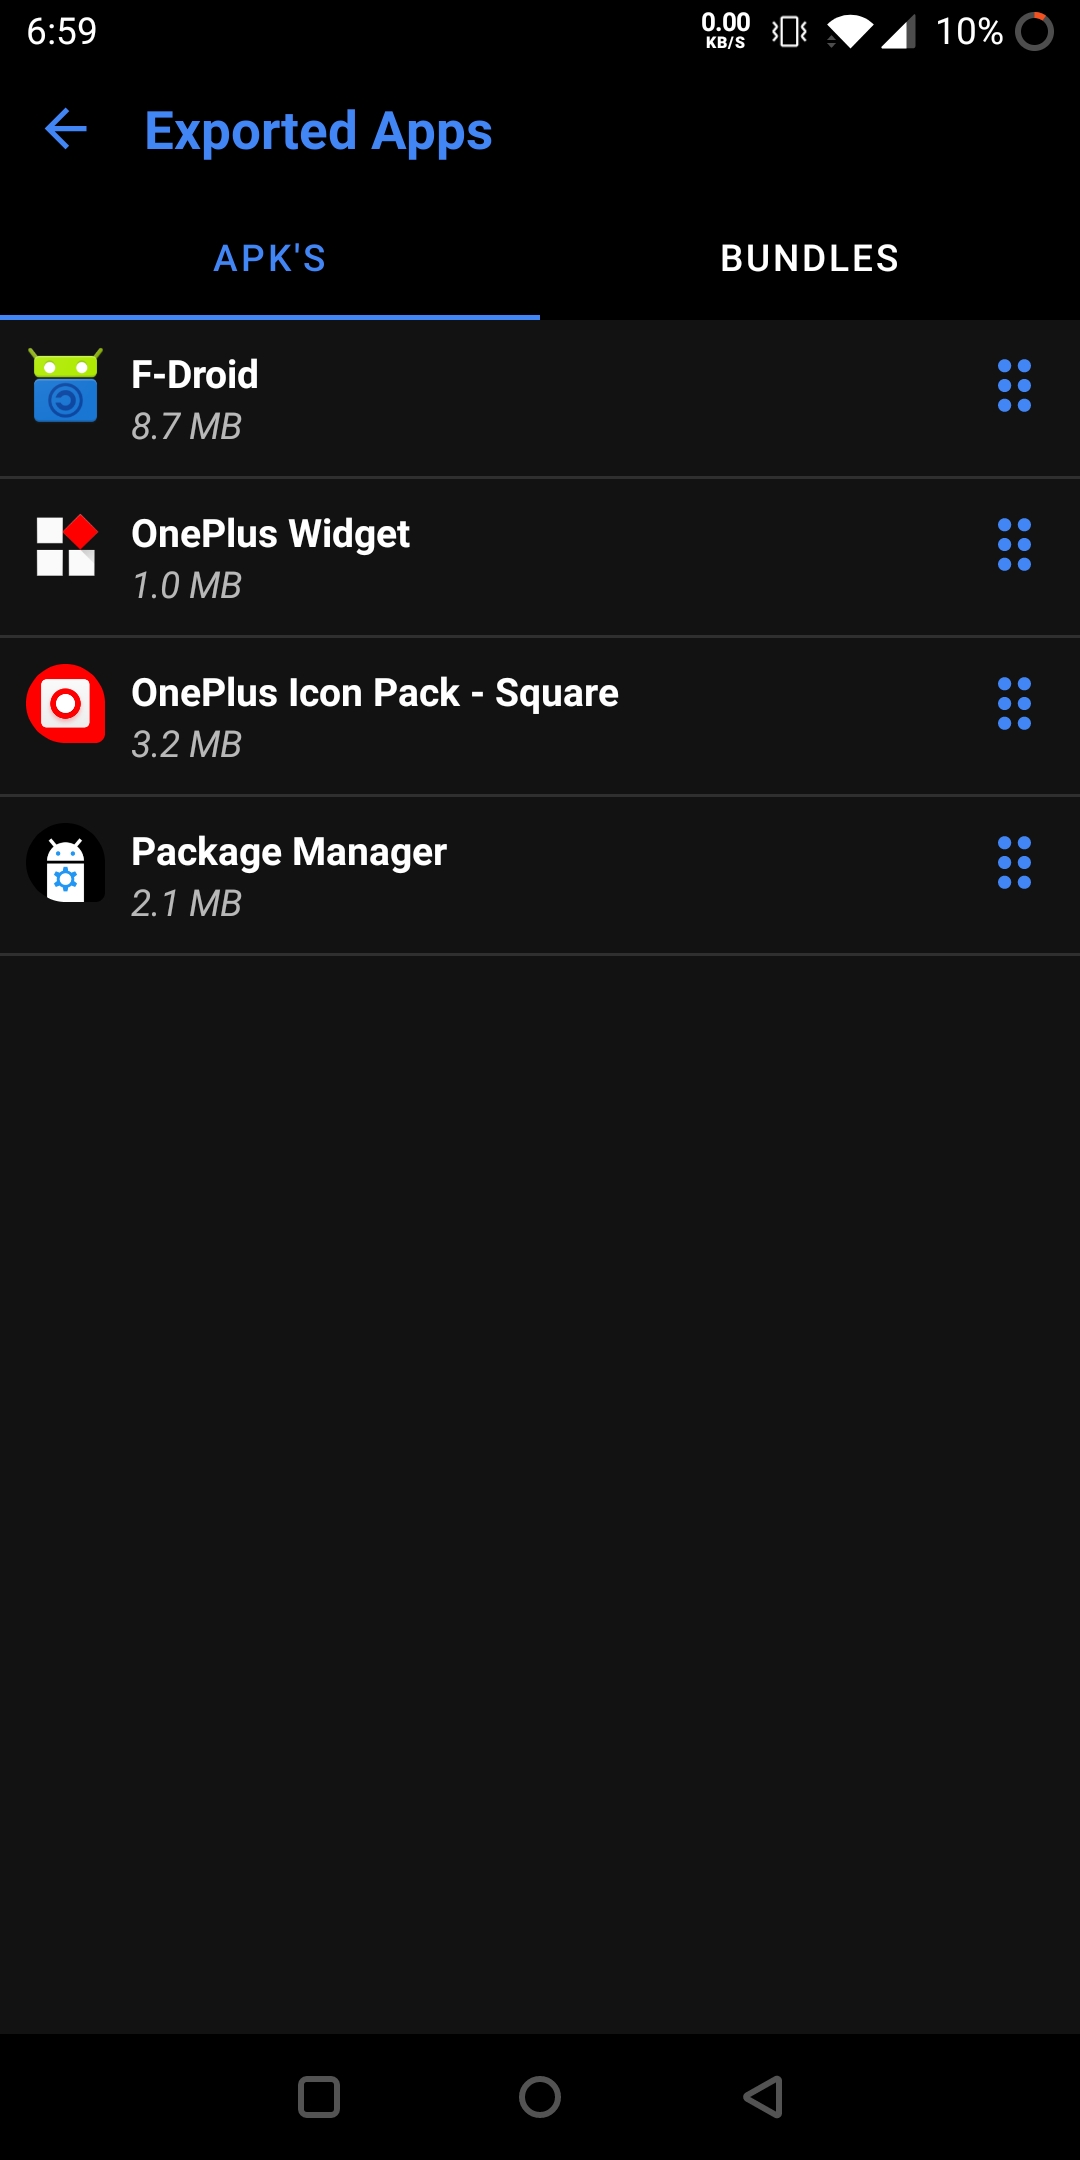 6:59
0.00
KB/S
10%
Exported Apps
APK'S
BUNDLES
F-Droid
8.7 MB
OnePlus Widget
1.0 MB
OnePlus Icon Pack - Square
3.2 MB
Package Manager
2.1 MB